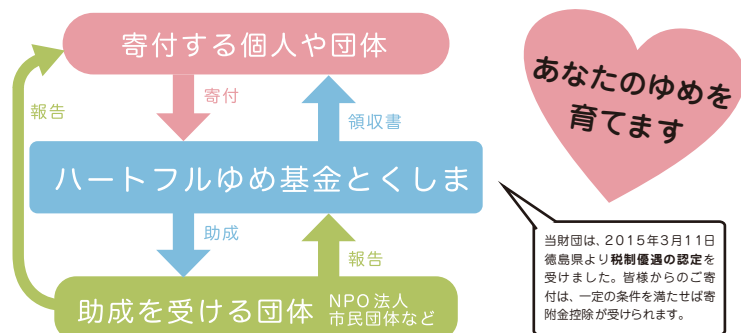 寄付する個人や団体
報告
寄付
領収書
ハートフルゆめ基金とくしま
助成
報告
助成を受ける団体
NPO法人
市民団体など
あなたのゆめを
育てます
当財団は、2015年3月11日
徳島県より税制優遇の認定を
受けました。皆様からのご寄
付は、一定の条件を満たせば寄
附金控除が受けられます。